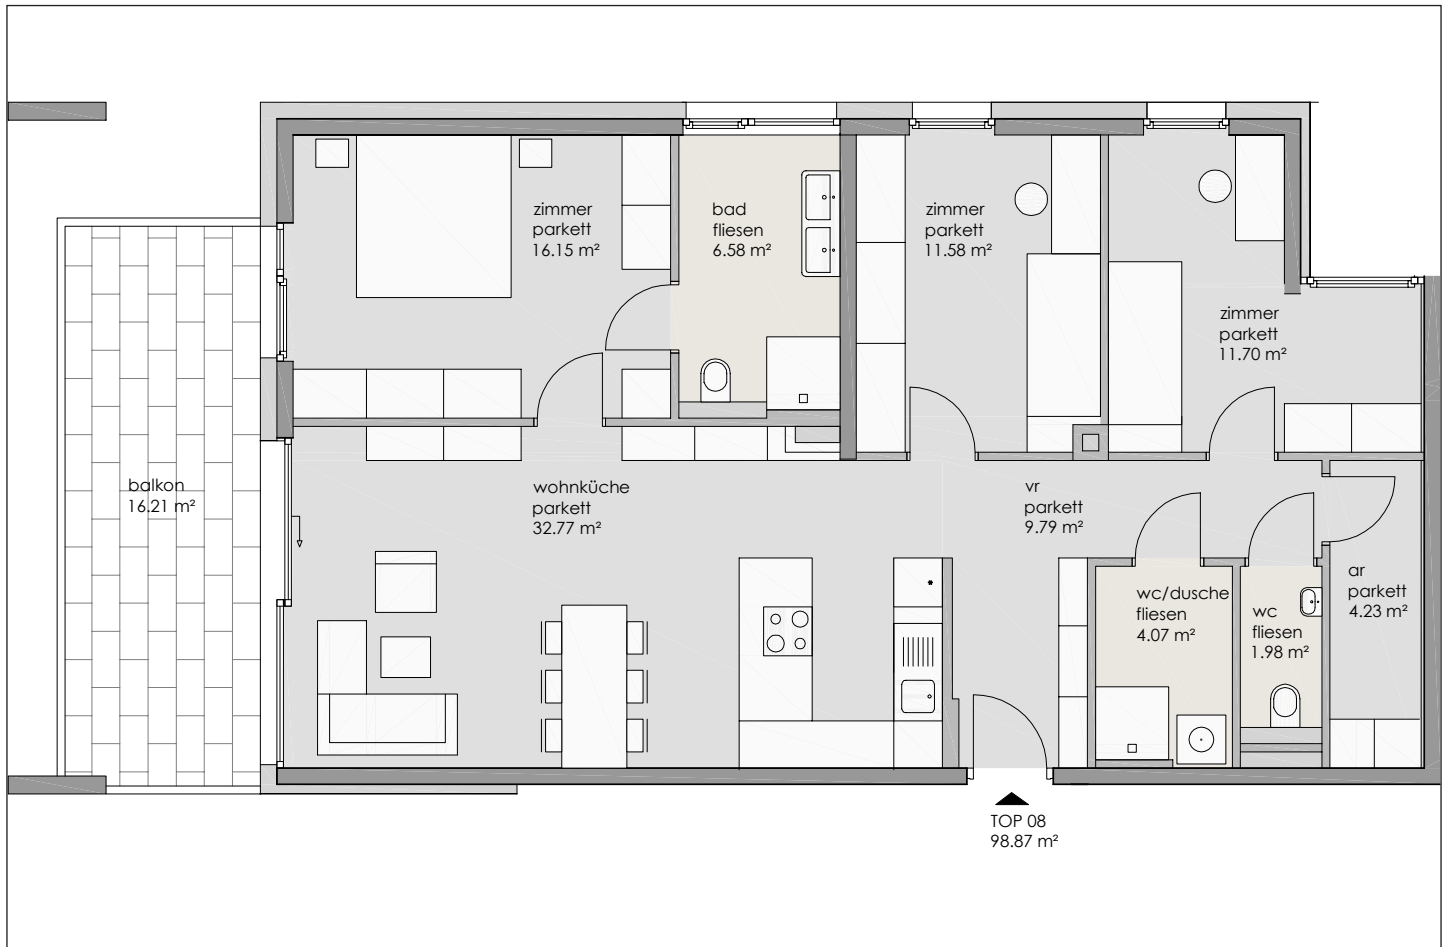 zimmer
parkett
16.15 m²
bad
fliesen
6.58 m²
zimmer
parkett
11.58 m²
zimmer
parkett
11.70 m²
balkon
16.21 m²
wohnküche
parkett
32.77 m²
vr
parkett
9.79 m²
wc/dusche
fliesen
4.07 m²
wc
fliesen
1.98 m²
ar
parkett
4.23 m²
TOP 08
98.87 m²